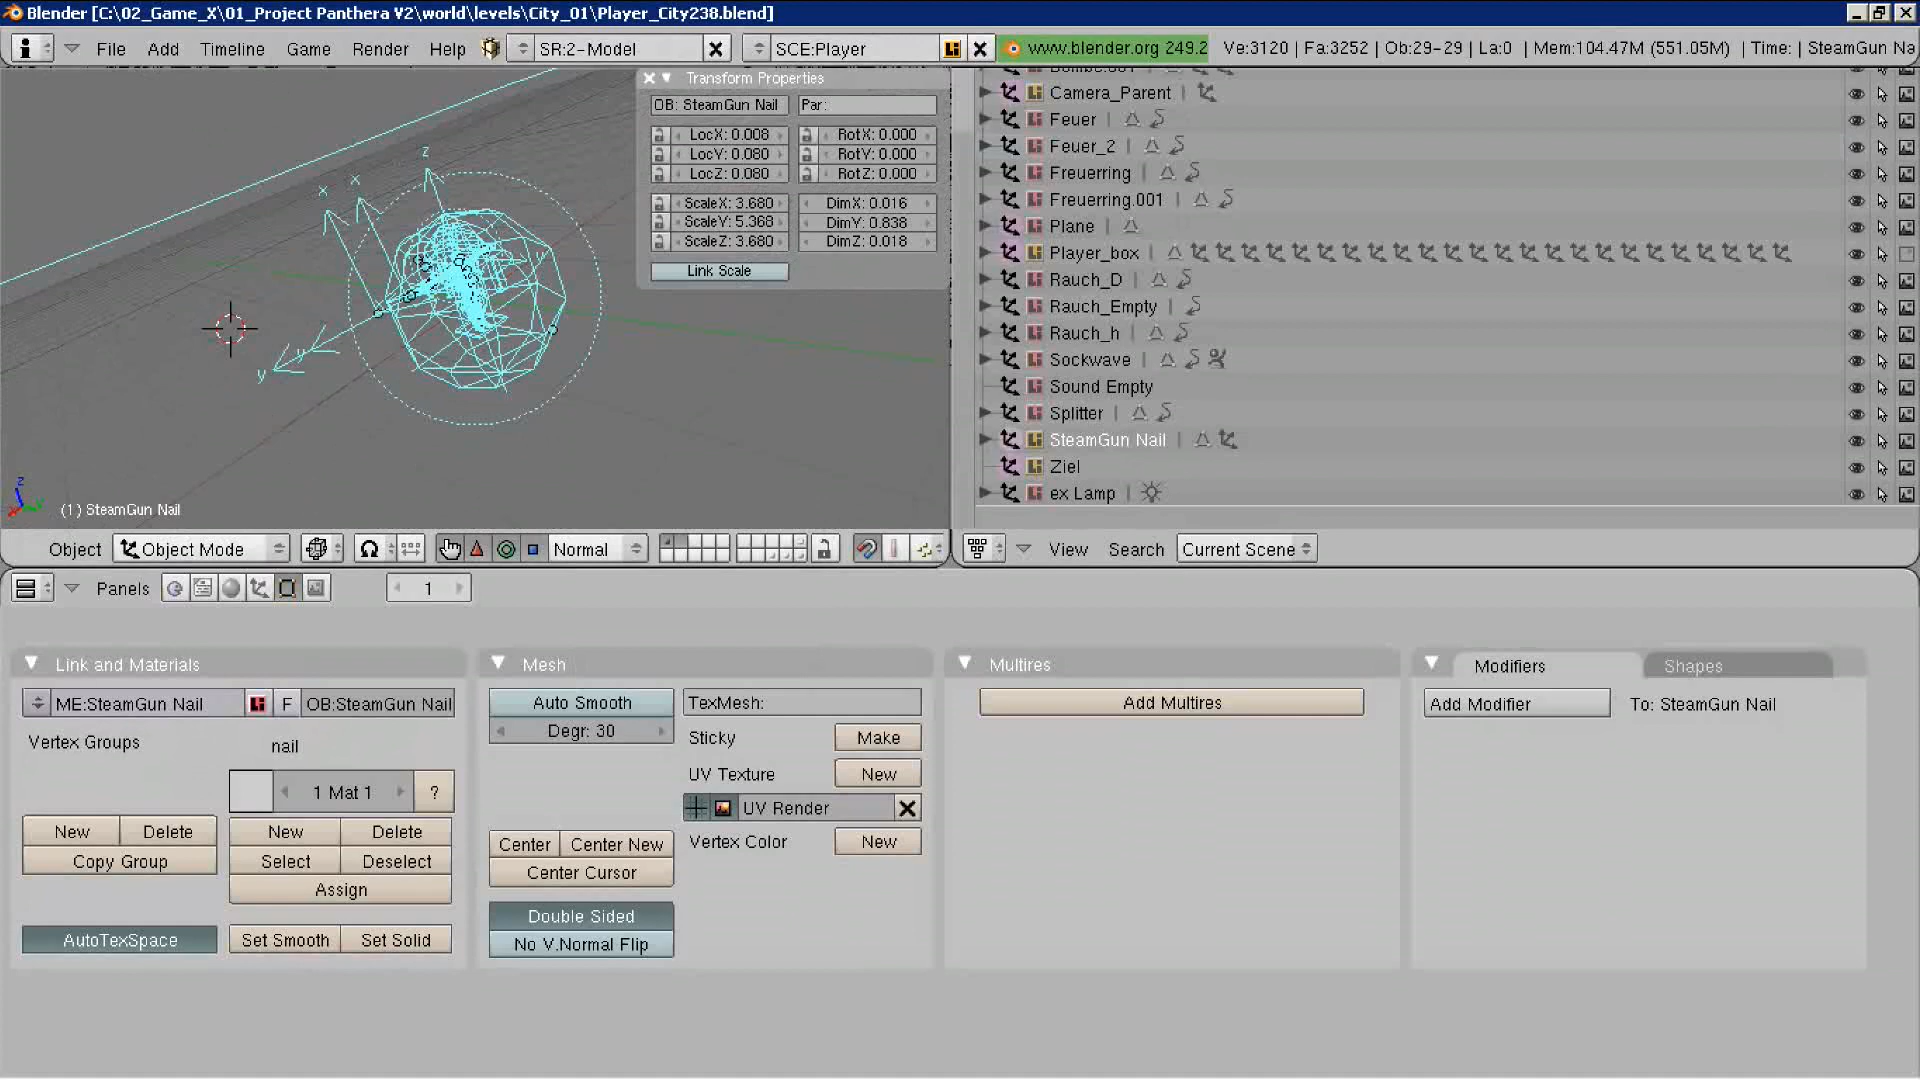 Blender [C:\02_Game_X\01_Project Panthera V2\world\levels\City_01\Player_City238.blend]
File Add Timeline Game Render Help SR:2-Model SCE:Player www.blender.org 249.2 Ve:3120 | Fa:3252 | Ob:29-29 | La:0 | Mem:104.47M (551.05M) | Time: | SteamGun Na
Transform Properties
OB: SteamGun Nail Par:
LocX: 0.008 RotX: 0.000
LocY: 0.080 RotY: 0.000
LocZ: 0.080 RotZ: 0.000
ScaleX: 3.680 DimX: 0.016
ScaleY: 5.368 DimY: 0.838
ScaleZ: 3.680 DimZ: 0.018
Link Scale
z
x x
y
y
z
x y
(1) SteamGun Nail
Camera_Parent
Feuer
Feuer_2
Freuerring
Freuerring.001
Plane
Player_box
Rauch_D
Rauch_Empty
Rauch_h
Sockwave
Sound Empty
Splitter
SteamGun Nail
Ziel
ex Lamp
Object Object Mode Normal
View Search Current Scene
Panels 1
Link and Materials
ME:SteamGun Nail F OB:SteamGun Nail
Vertex Groups
nail
1 Mat 1 ?
New Delete New Delete
Copy Group Select Deselect
Assign
AutoTexSpace Set Smooth Set Solid
Mesh
Auto Smooth TexMesh:
Degr: 30
Sticky Make
UV Texture New
UV Render
Vertex Color New
Center Center New
Center Cursor
Double Sided
No V.Normal Flip
Multires
Add Multires
Modifiers Shapes
Add Modifier To: SteamGun Nail